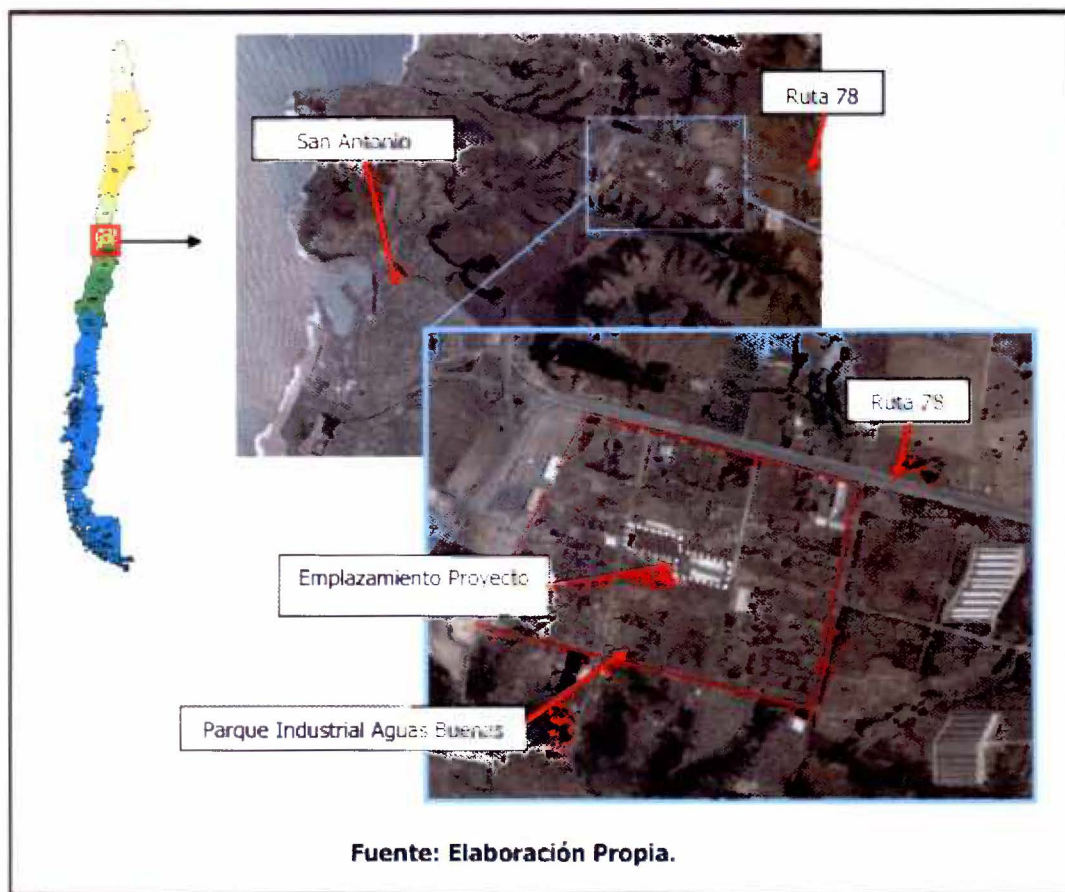 Ruta 78
San Antonio
Ruta 78
Emplazamiento Proyecto
Parque Industrial Aguas Buenas
Fuente: Elaboración Propia.